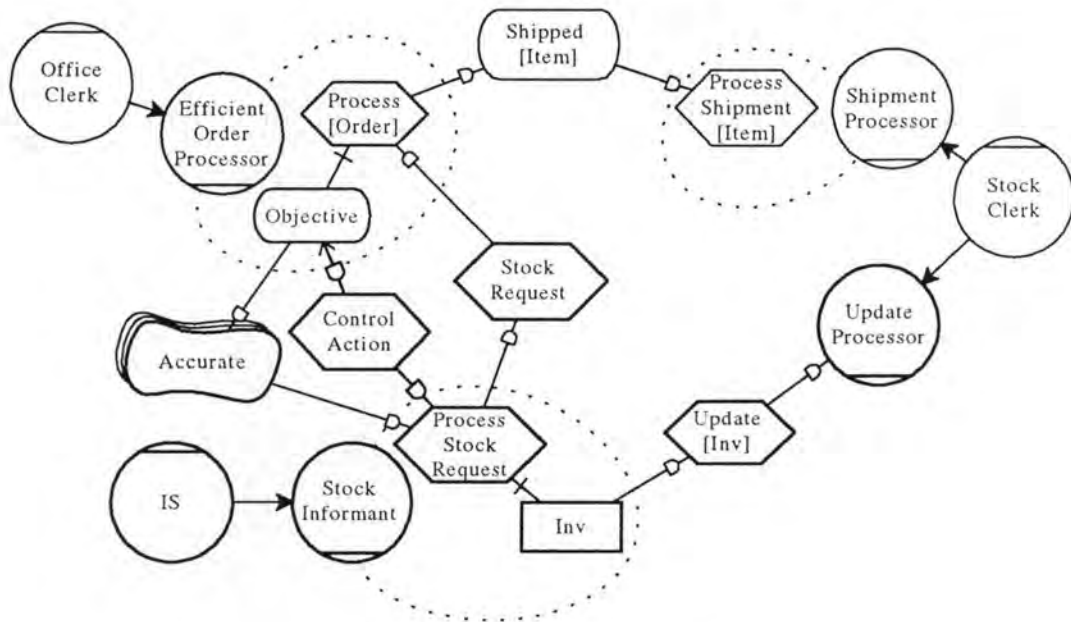 Office
Clerk
Efficient
Order
Processor
Process
[Order]
Shipped
[Item]
Process
Shipment
[Item]
Shipment
Processor
Stock
Clerk
Objective
Stock
Request
Control
Action
Accurate
Update
Processor
Process
Stock
Request
Update
[Inv]
IS
Stock
Informant
Inv